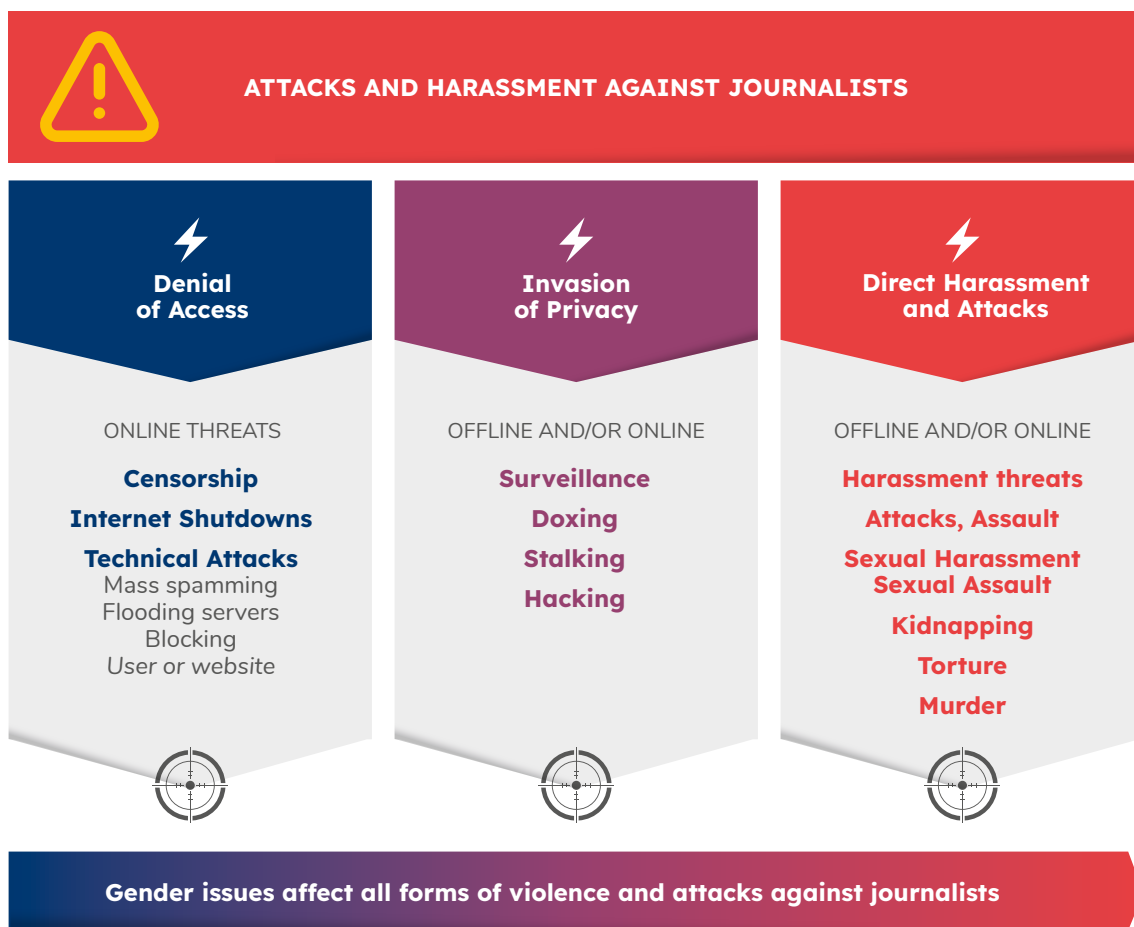 ATTACKS AND HARASSMENT AGAINST JOURNALISTS
Denial
of Access
ONLINE THREATS
Censorship
Internet Shutdowns
Technical Attacks
Mass spamming
Flooding servers
Blocking
User or website
Invasion
of Privacy
OFFLINE AND/OR ONLINE
Surveillance
Doxing
Stalking
Hacking
Direct Harassment
and Attacks
OFFLINE AND/OR ONLINE
Harassment threats
Attacks, Assault
Sexual Harassment
Sexual Assault
Kidnapping
Torture
Murder
Gender issues affect all forms of violence and attacks against journalists